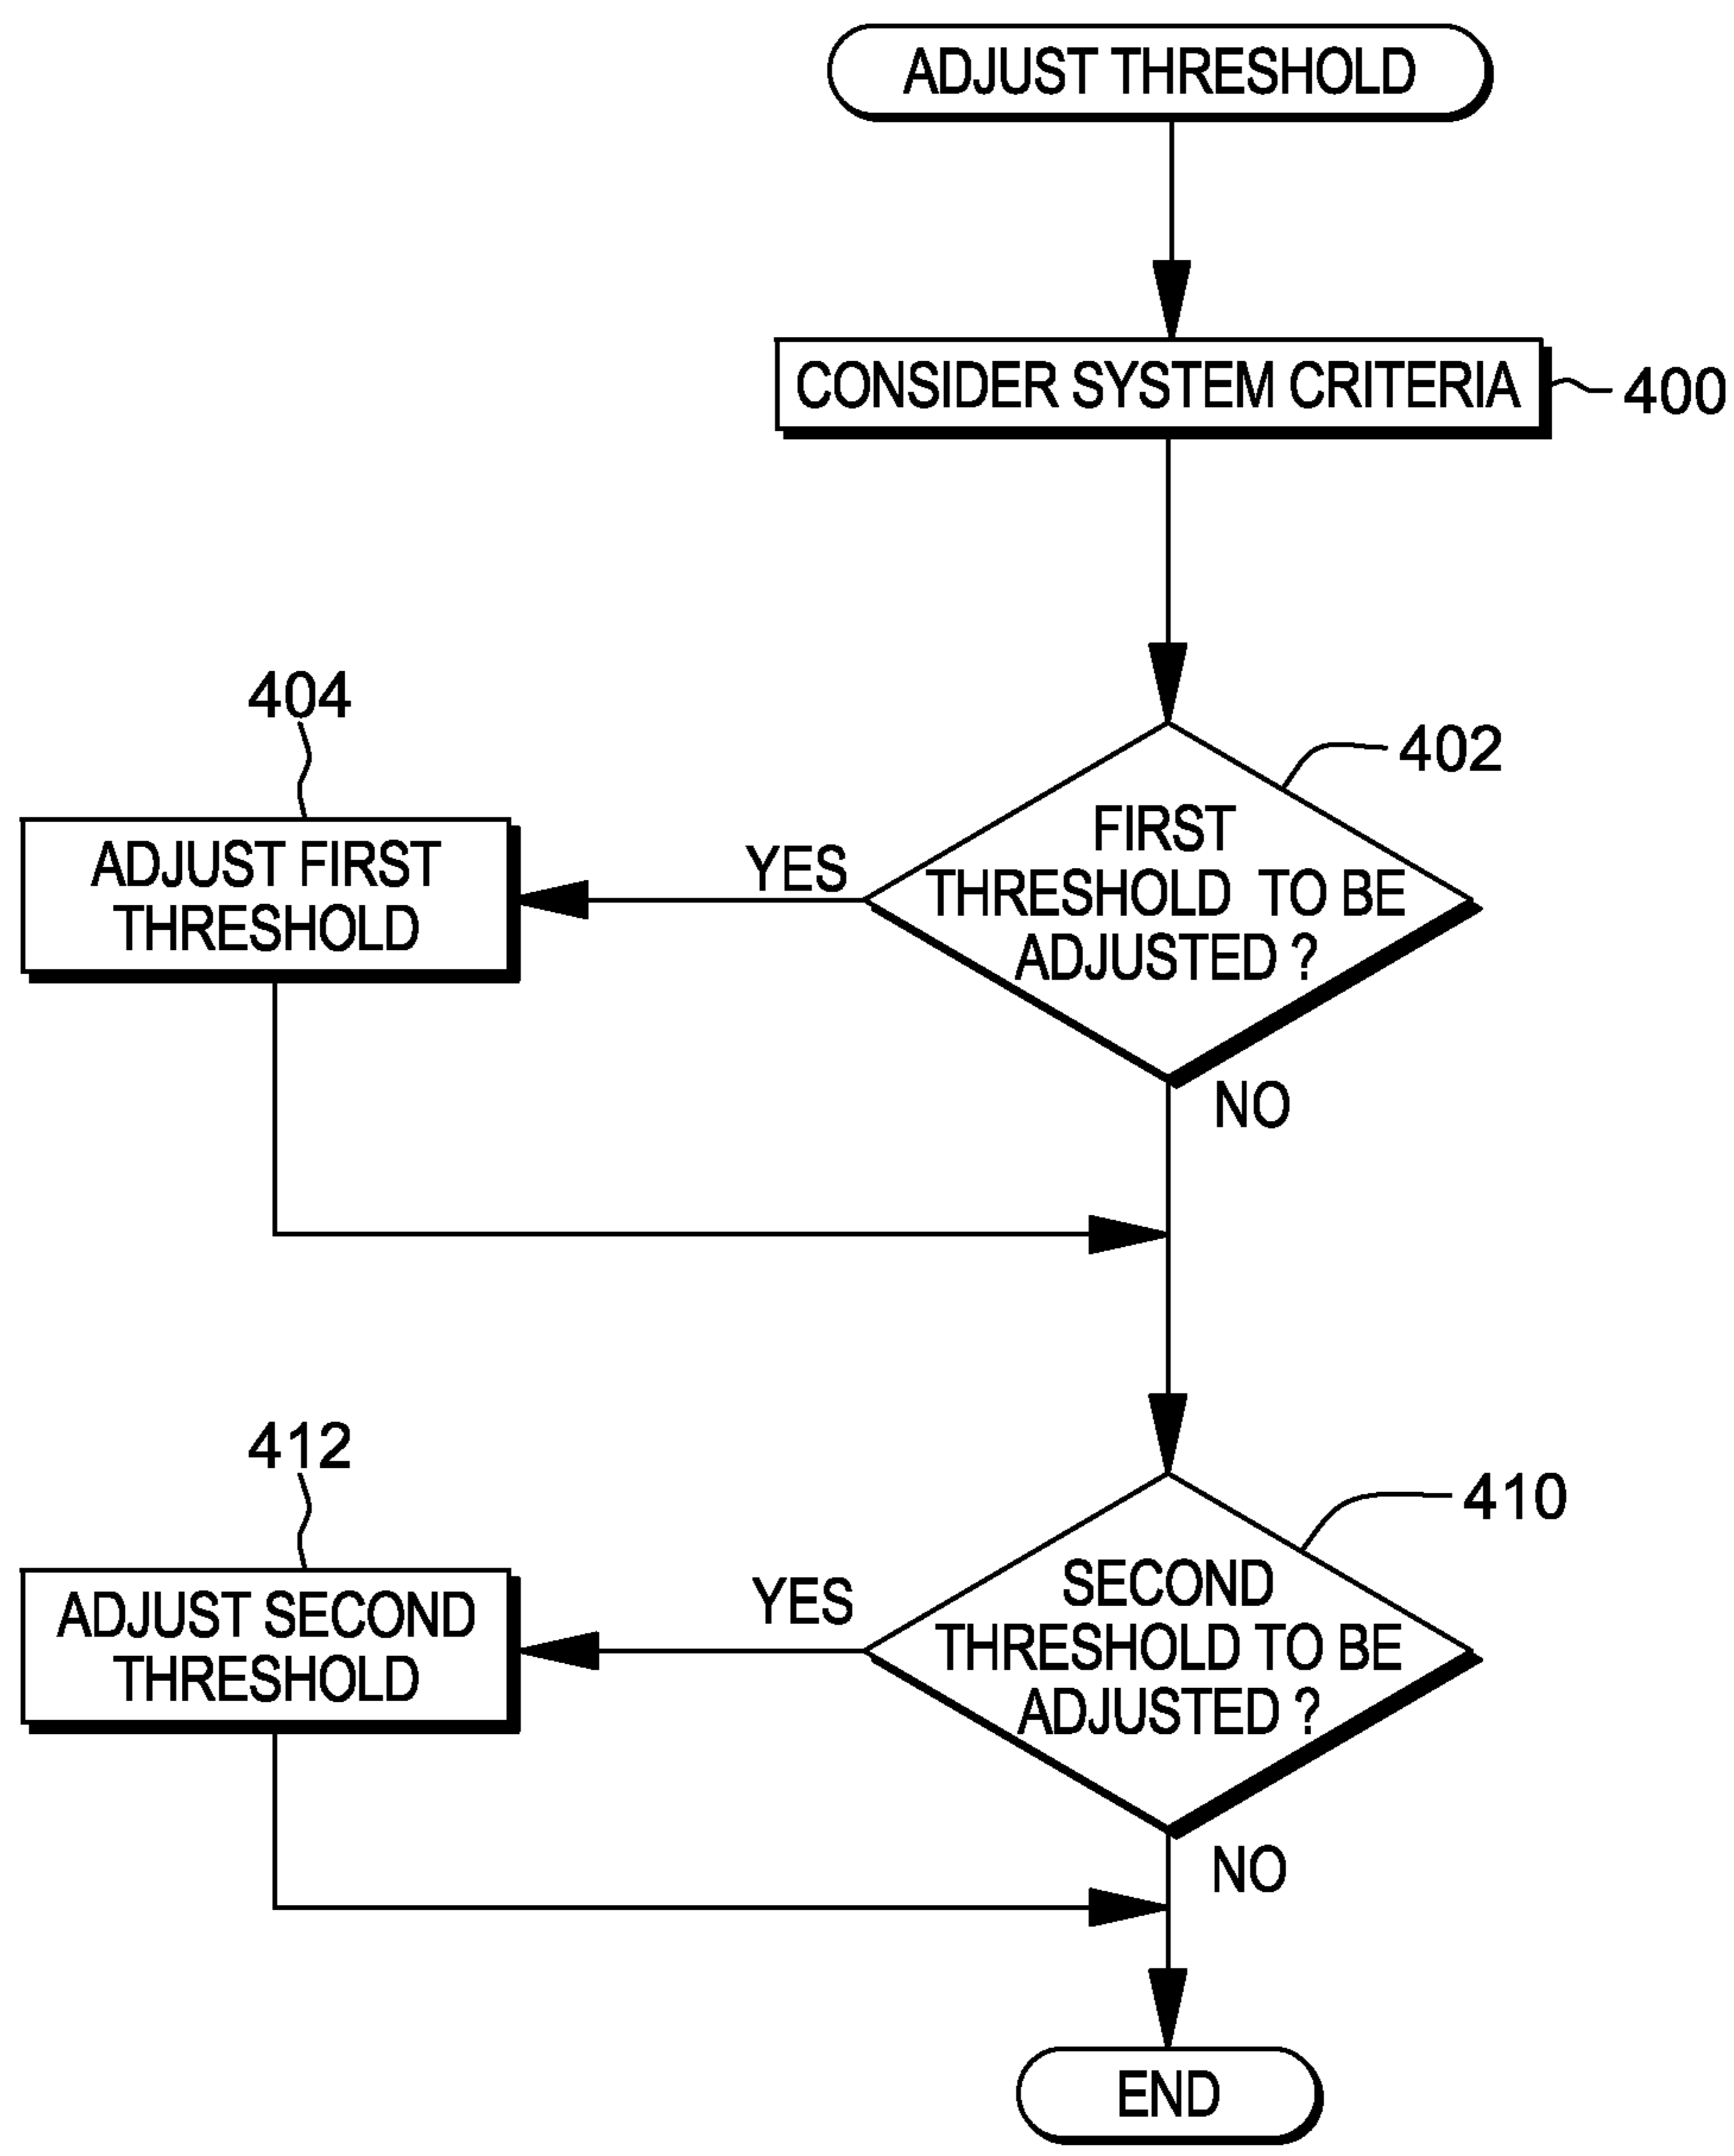 ADJUST THRESHOLD
CONSIDER SYSTEM CRITERIA
400
404
402
ADJUST FIRST
THRESHOLD
YES
FIRST
THRESHOLD TO BE
ADJUSTED ?
NO
412
410
ADJUST SECOND
THRESHOLD
YES
SECOND
THRESHOLD TO BE
ADJUSTED ?
NO
END